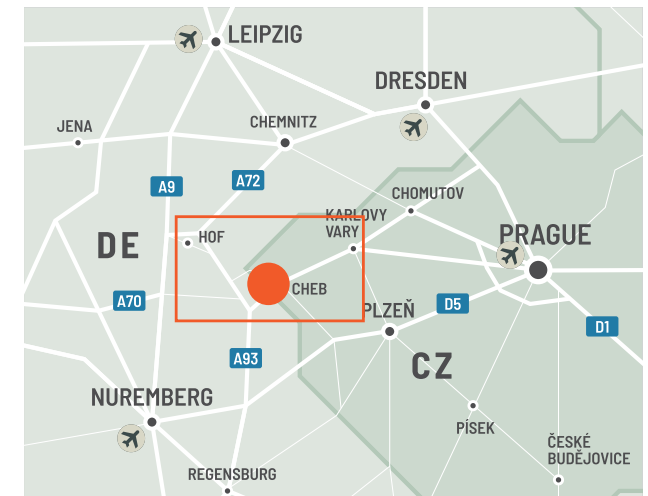 LEIPZIG
DRESDEN
JENA
CHEMNITZ
A9
A72
CHOMUTOV
KARLOVY
VARY
DE
HOF
PRAGUE
CHEB
A70
D5
PLZEŇ
D1
A93
CZ
NUREMBERG
PÍSEK
ČESKÉ
BUDĚJOVICE
REGENSBURG